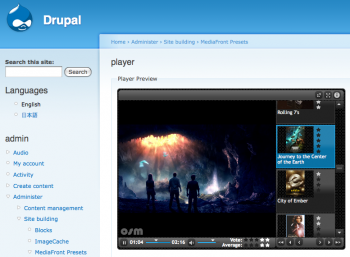 Drupal
Home › Administer › Site building › MediaFront Presets
Search this site:
Search
Languages
English
日本語
admin
Audio
My account
Activity
Create content
Administer
Content management
Site building
Blocks
ImageCache
MediaFront Presets
player
Player Preview
Rolling 7's
Journey to the Center
of the Earth
City of Ember
osm
01:04
02:16
Vote:
Average: